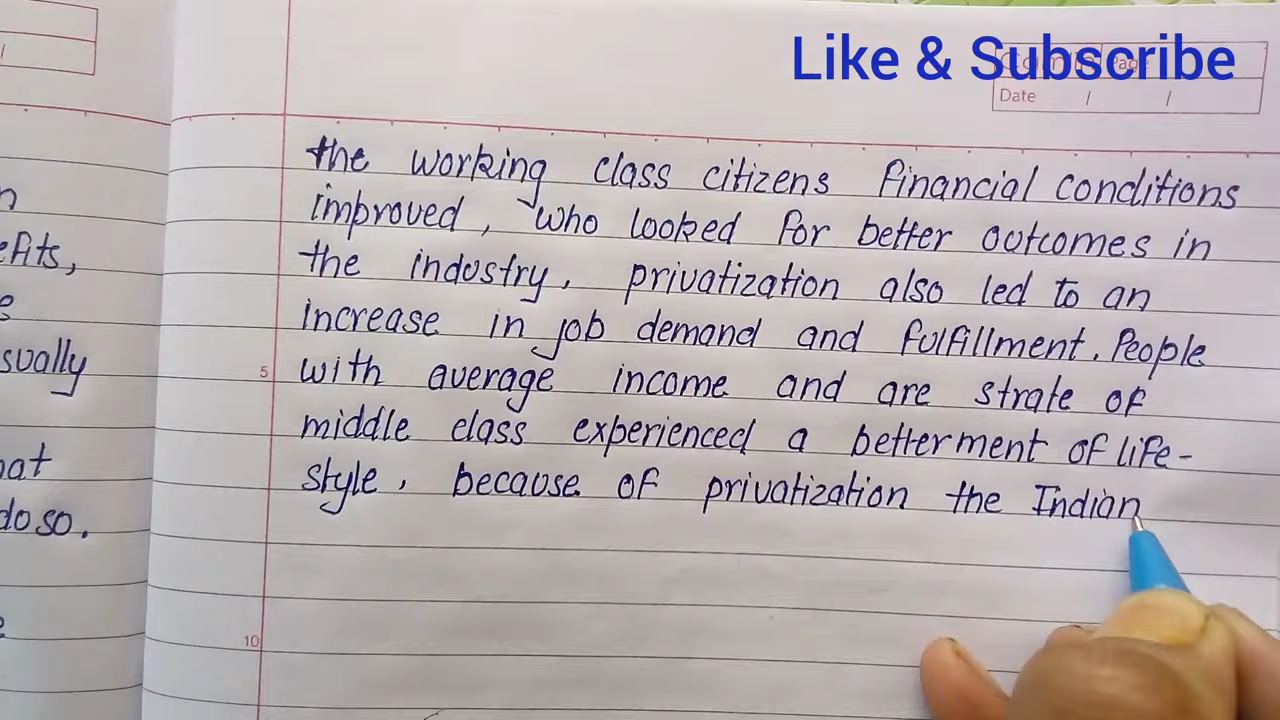 Like & Subscribe
Page
Date / /
n
efits,
sually
hat
do so.
the working class citizens financial conditions
improved, who looked for better outcomes in
the industry, privatization also led to an
increase in job demand and fulfillment. People
5 with average income and are strate of
middle class experienced a betterment of life-
style, because of privatization the Indian
10